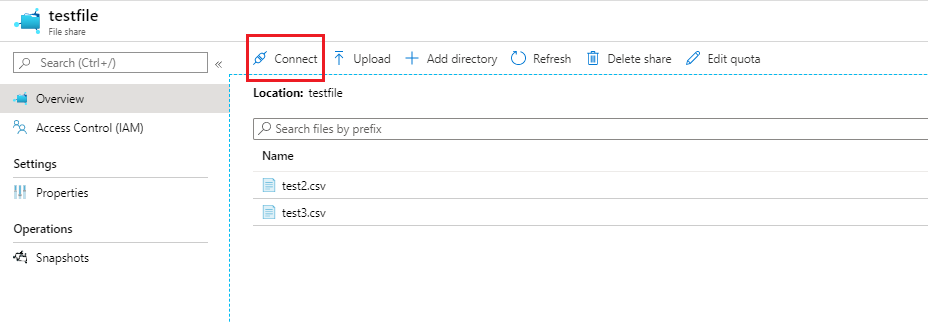 testfile
File share
Search (Ctrl+/)
«
Overview
Access Control (IAM)
Settings
Properties
Operations
Snapshots
Connect Upload Add directory Refresh Delete share Edit quota
Location: testfile
Search files by prefix
Name
test2.csv
test3.csv